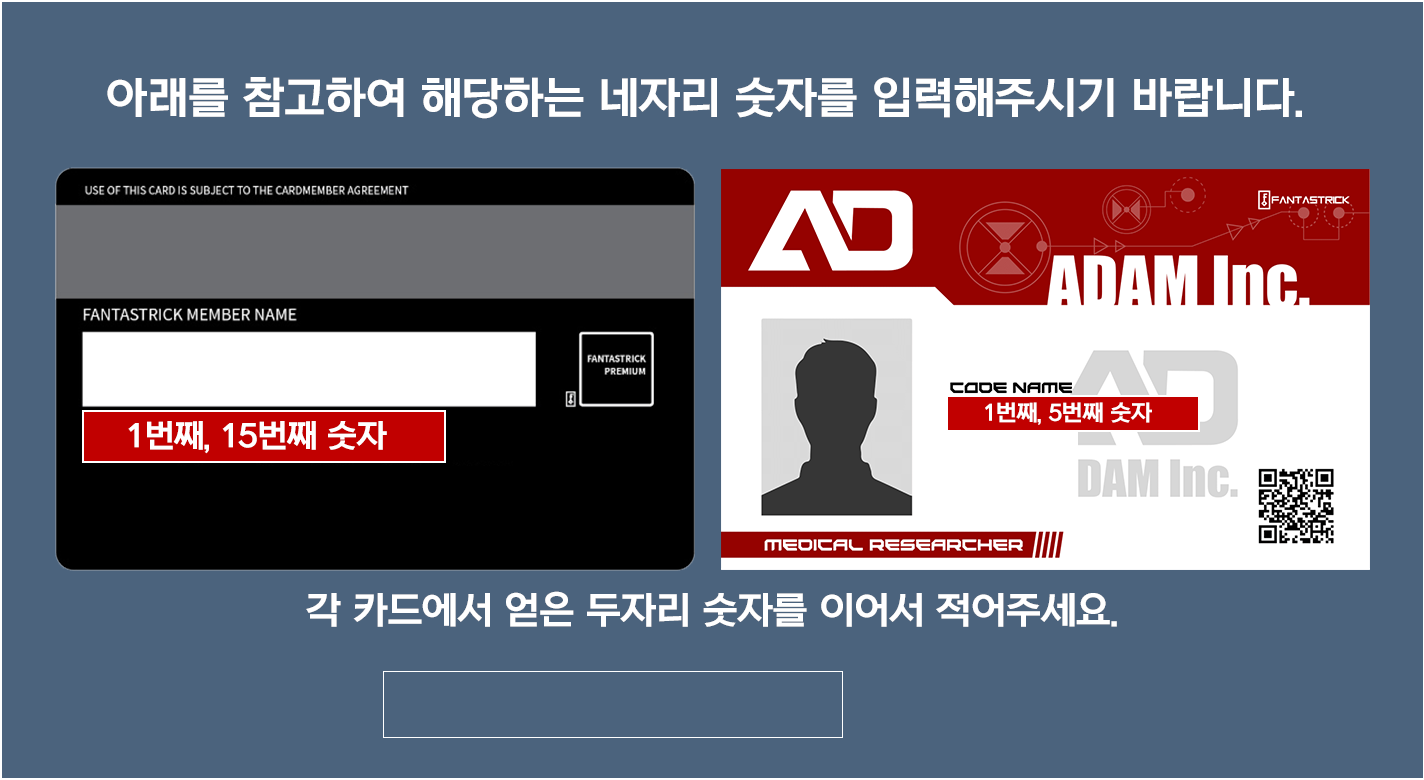 아래를 참고하여 해당하는 네자리 숫자를 입력해주시기 바랍니다.
USE OF THIS CARD IS SUBJECT TO THE CARDMEMBER AGREEMENT
FANTASTRICK MEMBER NAME
FANTASTRICK
PREMIUM
1번째, 15번째 숫자
AD
FANTASTRICK
ADAM Inc.
CODE NAME
1번째, 5번째 숫자
AD
DAM Inc.
MEDICAL RESEARCHER
각 카드에서 얻은 두자리 숫자를 이어서 적어주세요.